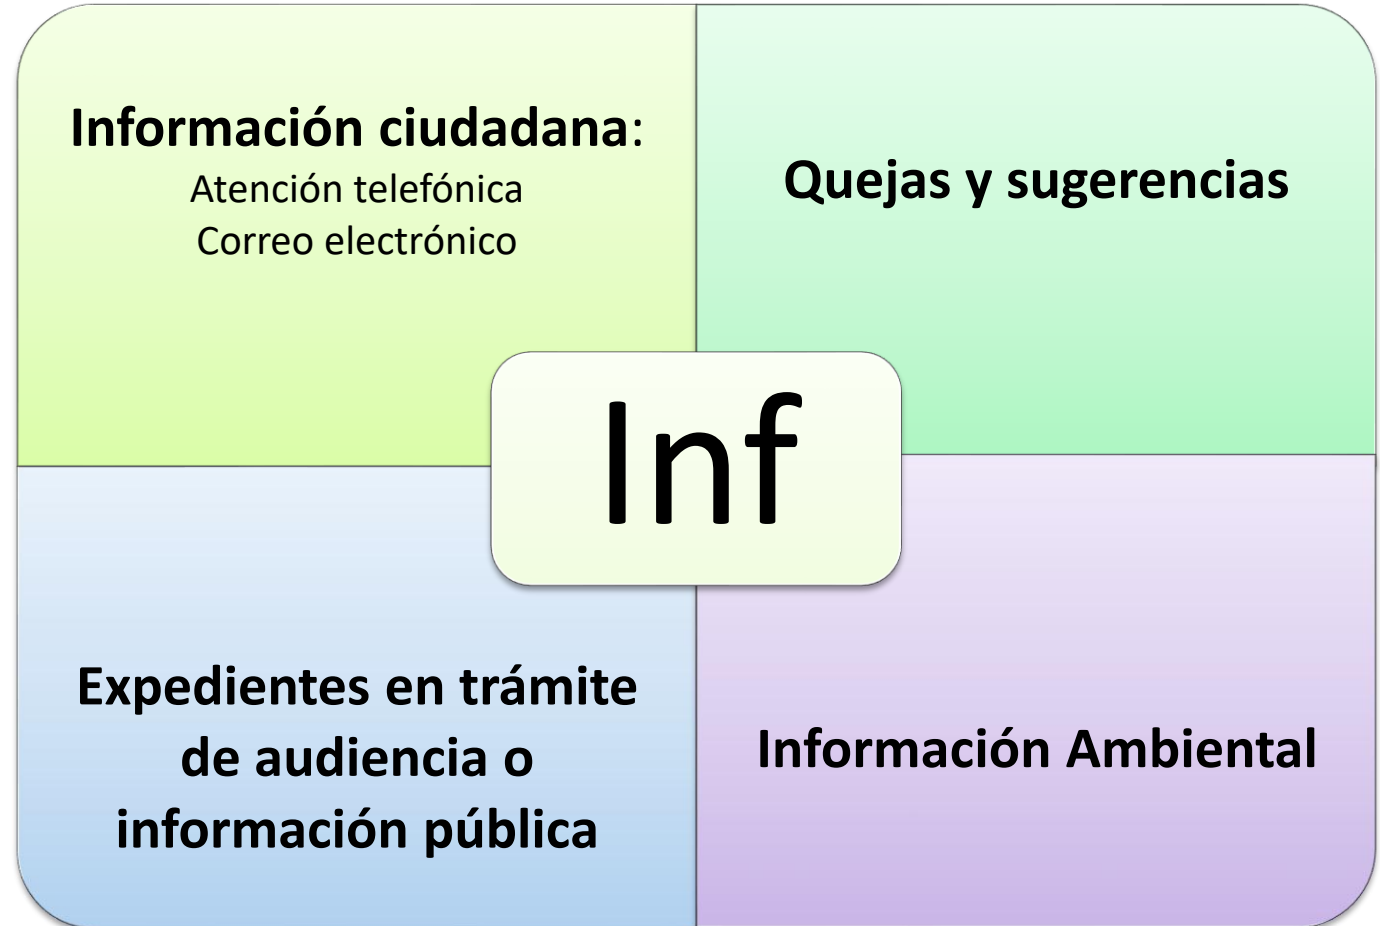 Información ciudadana:
Atención telefónica
Correo electrónico
Quejas y sugerencias
Inf
Expedientes en trámite
de audiencia o
información pública
Información Ambiental